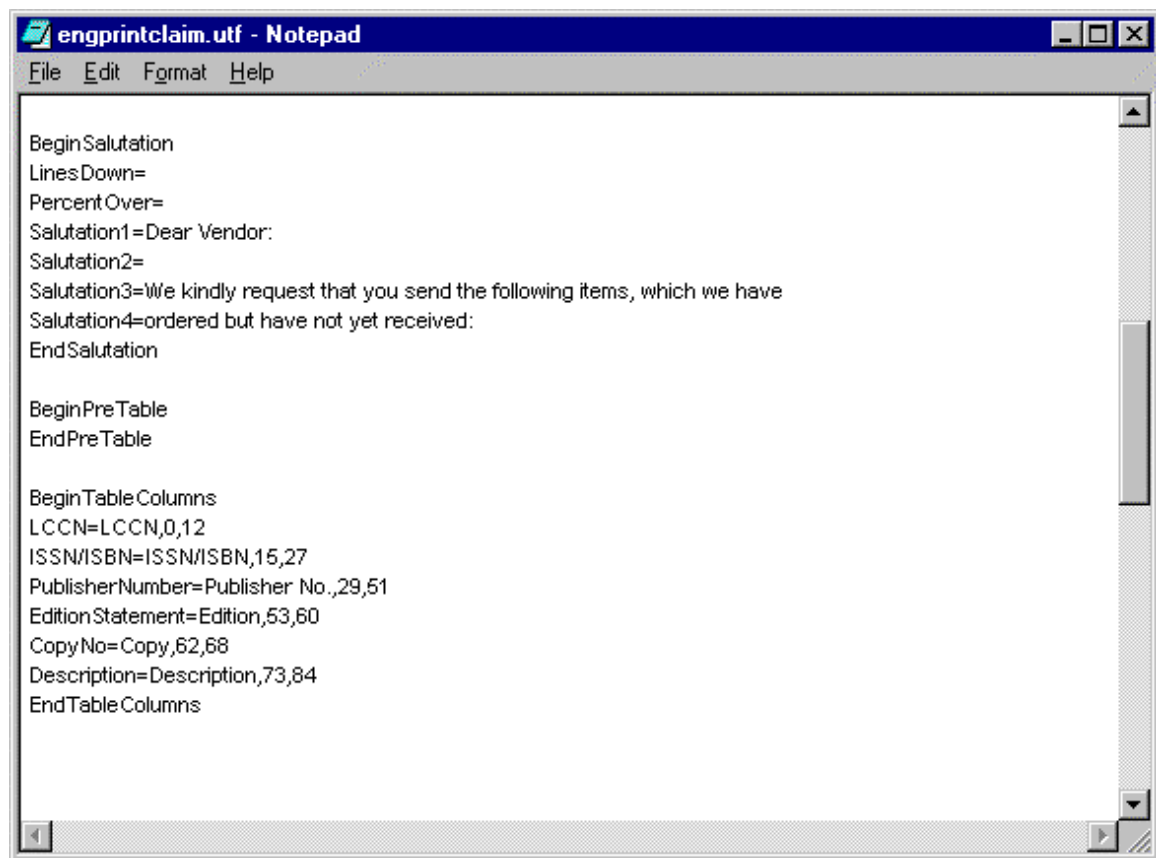 engprintclaim.utf - Notepad
File Edit Format Help
BeginSalutation
LinesDown=
PercentOver=
Salutation1=Dear Vendor:
Salutation2=
Salutation3=We kindly request that you send the following items, which we have
Salutation4=ordered but have not yet received:
EndSalutation
BeginPreTable
EndPreTable
BeginTableColumns
LCCN=LCCN,0,12
ISSN/ISBN=ISSN/ISBN,15,27
PublisherNumber=Publisher No.,29,51
EditionStatement=Edition,53,60
CopyNo=Copy,62,68
Description=Description,73,84
EndTableColumns